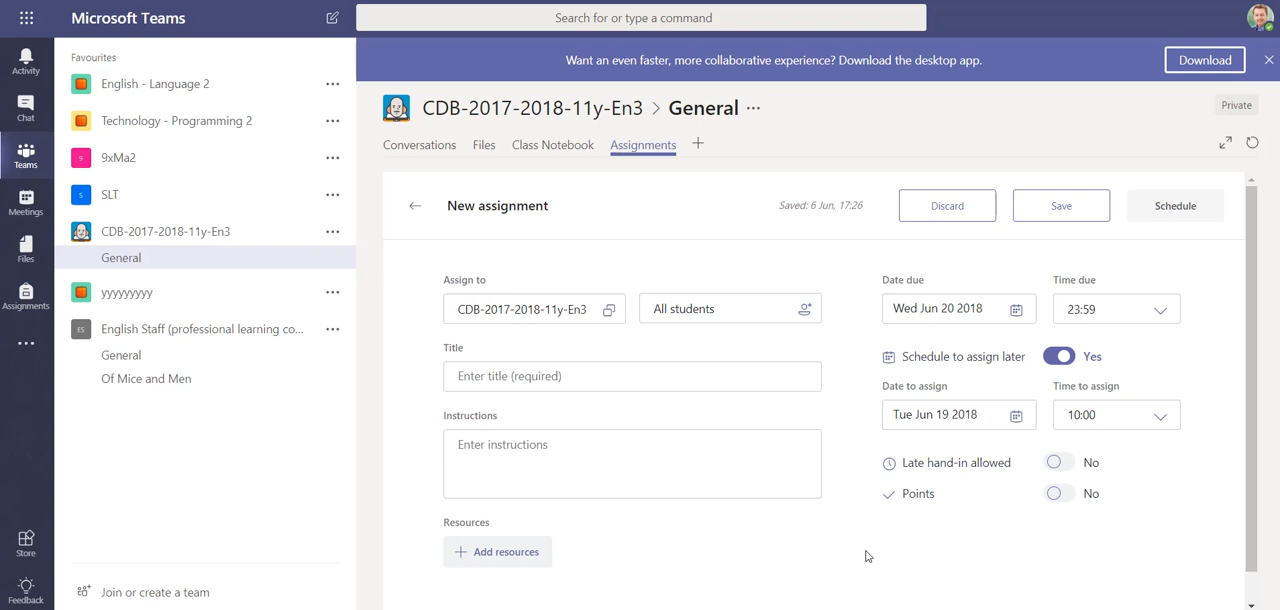 Microsoft Teams
Search for or type a command
Want an even faster, more collaborative experience? Download the desktop app.
Download
Activity
Chat
Teams
Meetings
Files
Assignments
Store
Feedback
Favourites
English - Language 2
Technology - Programming 2
9
9xMa2
S
SLT
CDB-2017-2018-11y-En3
General
yyyyyyyyy
ES
English Staff (professional learning co...
General
Of Mice and Men
Join or create a team
CDB-2017-2018-11y-En3 > General ...
Private
Conversations
Files
Class Notebook
Assignments
New assignment
Saved: 6 Jun, 17:26
Discard
Save
Schedule
Assign to
CDB-2017-2018-11y-En3
All students
Title
Enter title (required)
Instructions
Enter instructions
Resources
Add resources
Date due
Time due
Wed Jun 20 2018
23:59
Schedule to assign later
Yes
Date to assign
Time to assign
Tue Jun 19 2018
10:00
Late hand-in allowed
No
Points
No